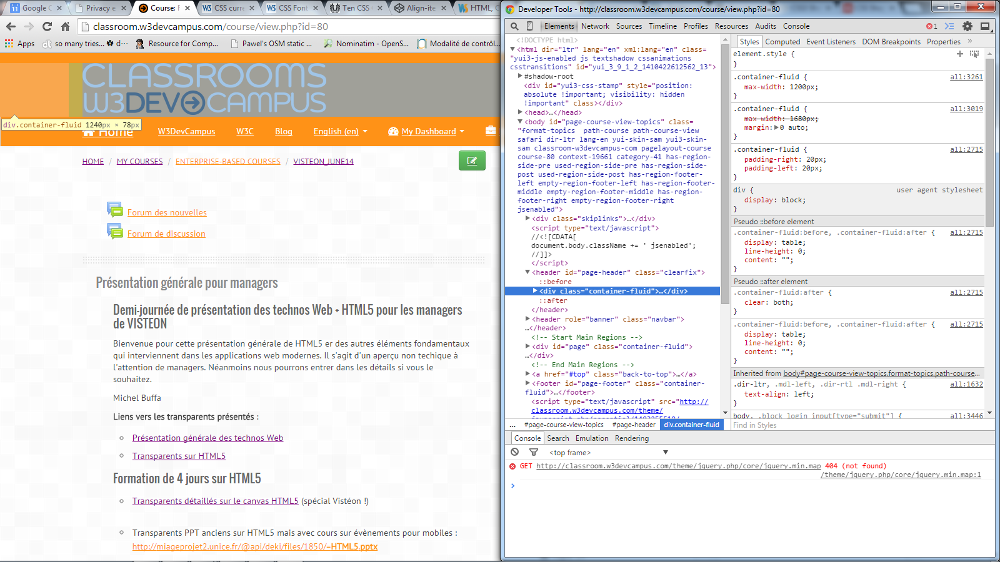 Google C
Privacy e
Course: F
CSS curre
CSS Font
Ten CSS
Align-ite
HTML, C
classroom.w3devcampus.com/course/view.php?id=80
Apps
so many tries... d...
Resource for Comp...
Pawel's OSM static ...
Nominatim - OpenS...
Modalité de contrôl...
CLASSROOMS
W3DEV CAMPUS
div.container-fluid 1240px × 78px
Home W3DevCampus W3C Blog English (en) My Dashboard
HOME / MY COURSES / ENTERPRISE-BASED COURSES / VISTEON_JUNE14
Forum des nouvelles
Forum de discussion
Présentation générale pour managers
Demi-journée de présentation des technos Web + HTML5 pour les managers
de VISTEON
Bienvenue pour cette présentation générale de HTML5 er des autres éléments fondamentaux
qui interviennent dans les applications web modernes. Il s'agit d'un aperçu non techique à
l'attention de managers. Néanmoins nous pourrons entrer dans les détails si vous le
souhaitez.
Michel Buffa
Liens vers les transparents présentés :
Présentation générale des technos Web
Transparents sur HTML5
Formation de 4 jours sur HTML5
Transparents détaillés sur le canvas HTML5 (spécial Vistéon !)
Transparents PPT anciens sur HTML5 mais avec cours sur évènements pour mobiles :
http://miageprojet2.unice.fr/@api/deki/files/1850/=HTML5.pptx
Developer Tools - http://classroom.w3devcampus.com/course/view.php?id=80
Elements Network Sources Timeline Profiles Resources Audits Console 1
<!DOCTYPE html>
<html dir="ltr" lang="en" xml:lang="en" class=
"yui3-js-enabled js textshadow cssanimations
csstransitions" id="yui_3_9_1_2_1410422612562_13">
#shadow-root
<div id="yui3-css-stamp" style="position:
absolute !important; visibility: hidden
!important" class></div>
<head>…</head>
<body id="page-course-view-topics" class=
"format-topics  path-course path-course-view
safari dir-ltr lang-en yui-skin-sam yui3-skin-
sam classroom-w3devcampus-com pagelayout-course
course-80 context-19661 category-41 has-region-
side-pre used-region-side-pre has-region-side-
post used-region-side-post has-region-footer-
left empty-region-footer-left has-region-footer-
middle empty-region-footer-middle has-region-
footer-right empty-region-footer-right
jsenabled">
<div class="skiplinks">…</div>
<script type="text/javascript">
//<![CDATA[
document.body.className += ' jsenabled';
//]]>
</script>
<header id="page-header" class="clearfix">
::before
<div class="container-fluid">…</div>
::after
</header>
<header role="banner" class="navbar">
…</header>
<!-- Start Main Regions -->
<div id="page" class="container-fluid">
…</div>
<!-- End Main Regions -->
<a href="#top" class="back-to-top">…</a>
<footer id="page-footer" class="container-
fluid">…</footer>
<script type="text/javascript" src="http://
classroom.w3devcampus.com/theme/
... #page-course-view-topics #page-header div.container-fluid
Styles Computed Event Listeners DOM Breakpoints Properties »
element.style {
}
.container-fluid { all:3261
max-width: 1200px;
}
.container-fluid { all:3019
max-width: 1680px;
margin: 0 auto;
}
.container-fluid { all:2715
padding-right: 20px;
padding-left: 20px;
}
div { user agent stylesheet
display: block;
}
Pseudo ::before element
.container-fluid:before, .container-fluid:after { all:2715
display: table;
line-height: 0;
content: "";
}
Pseudo ::after element
.container-fluid:after { all:2715
clear: both;
}
.container-fluid:before, .container-fluid:after { all:2715
display: table;
line-height: 0;
content: "";
}
Inherited from body#page-course-view-topics.format-topics.path-course...
.dir-ltr, .mdl-left, .dir-rtl .mdl-right { all:1632
text-align: left;
}
body, .block_login input[type="submit"] { all:3446
Find in Styles
Console Search Emulation Rendering
<top frame>
GET http://classroom.w3devcampus.com/theme/jquery.php/core/jquery.min.map 404 (not found)
/theme/jquery.php/core/jquery.min.map:1